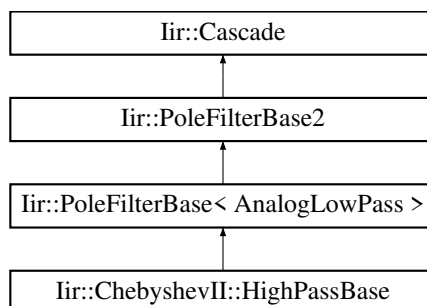 Iir::Cascade
Iir::PoleFilterBase2
Iir::PoleFilterBase< AnalogLowPass >
Iir::ChebyshevII::HighPassBase